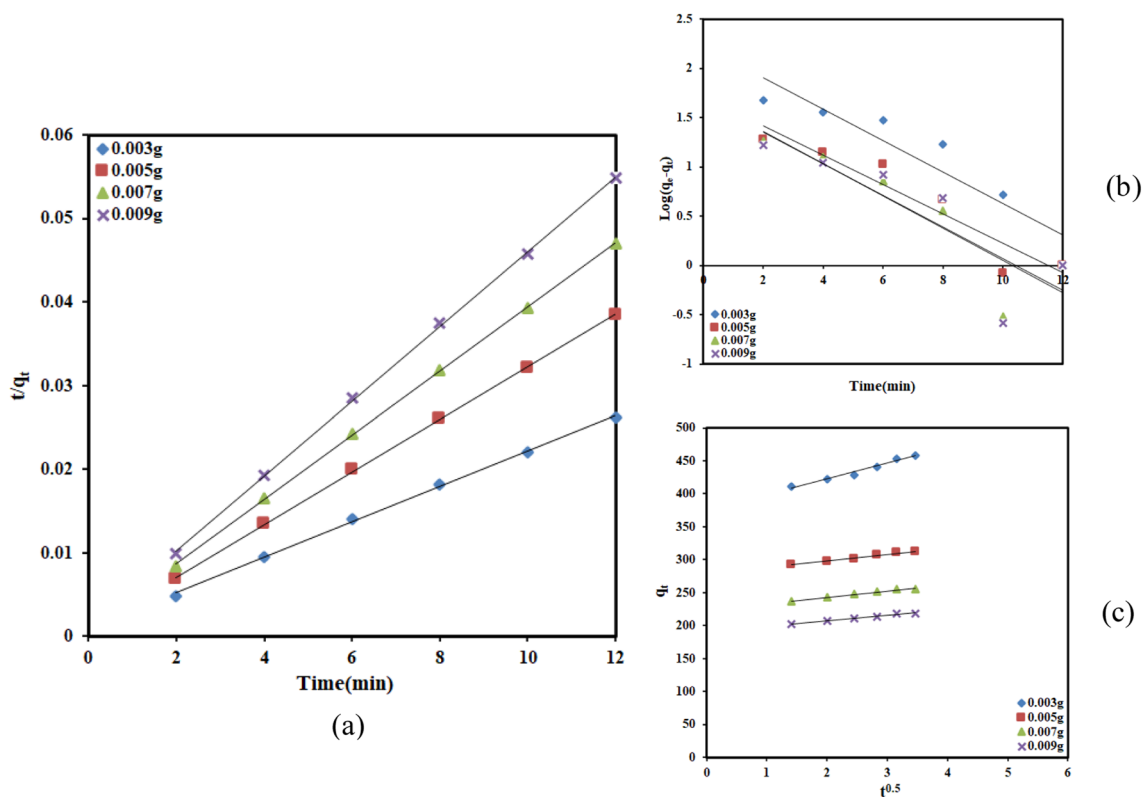 0.06
0.05
0.04
0.03
0.02
0.01
0
t/qt
0.003g
0.005g
0.007g
0.009g
0 2 4 6 8 10 12
Time(min)
(a)
2.5
2
1.5
1
0.5
0
-0.5
-1
Log(qe-qt)
0 2 4 6 8 10 12
0.003g
0.005g
0.007g
0.009g
Time(min)
(b)
500
450
400
350
300
250
200
150
100
50
0
qt
0.003g
0.005g
0.007g
0.009g
0 1 2 3 4 5 6
t0.5
(c)